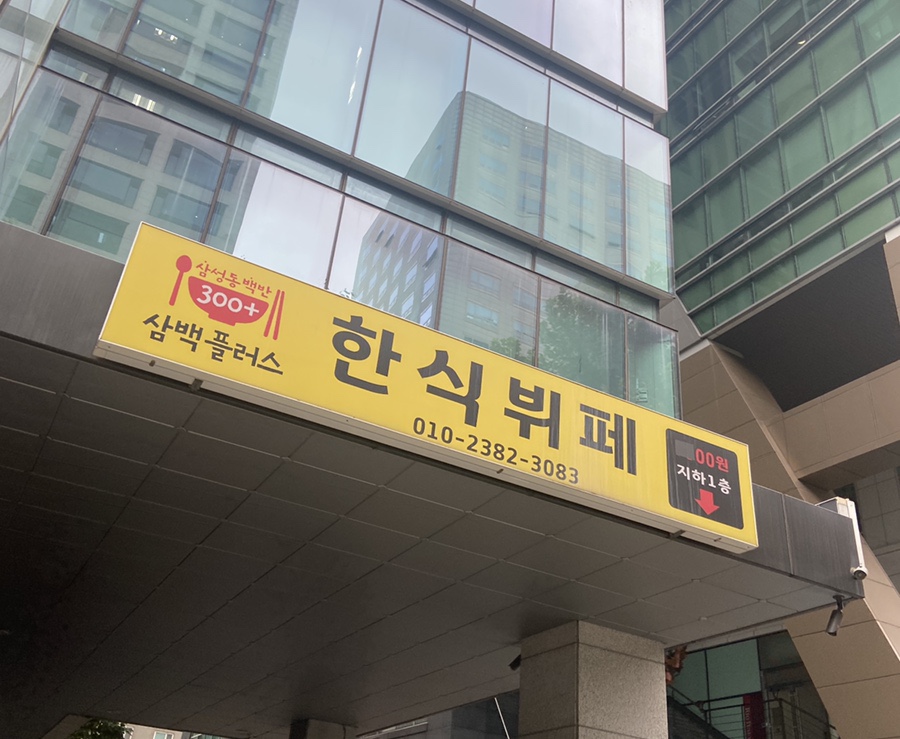 삼성동백반
300+
삼백플러스
한식뷔페
010-2382-3083
00원
지하1층